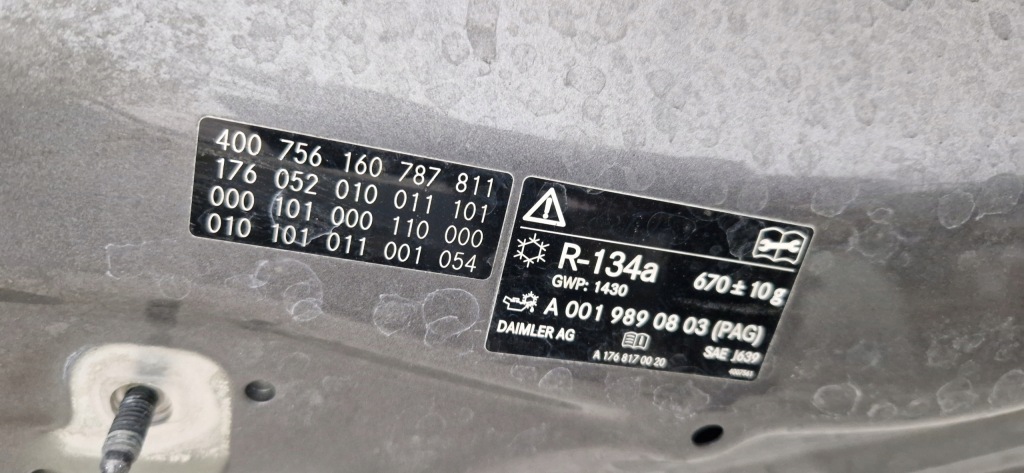 400 756 160 787 811
176 052 010 011 101
000 101 000 110 000
010 101 011 001 054
R-134a 670 ± 10 g
GWP: 1430
A 001 989 08 03 (PAG)
DAIMLER AG SAE J639
A 176 817 00 20